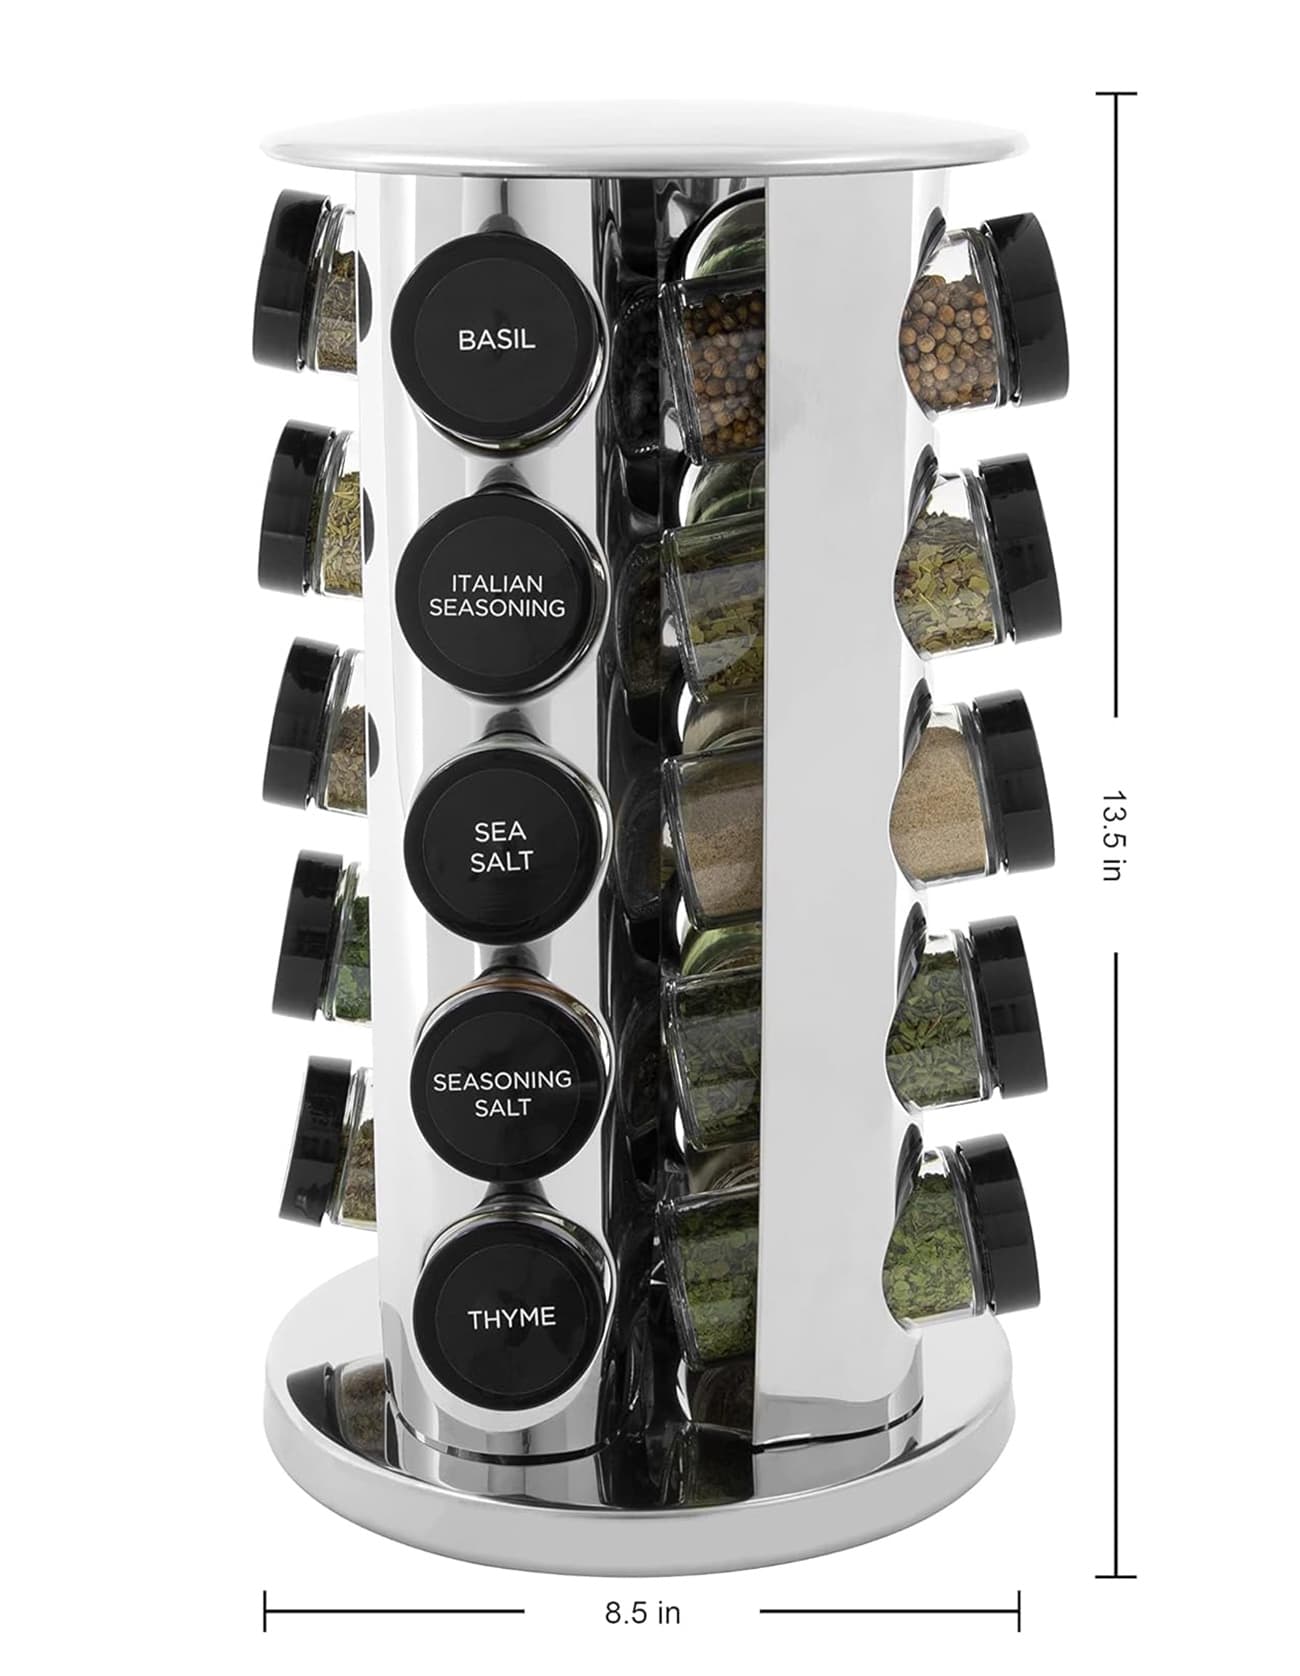 BASIL
ITALIAN
SEASONING
SEA
SALT
SEASONING
SALT
THYME
13.5 in
8.5 in